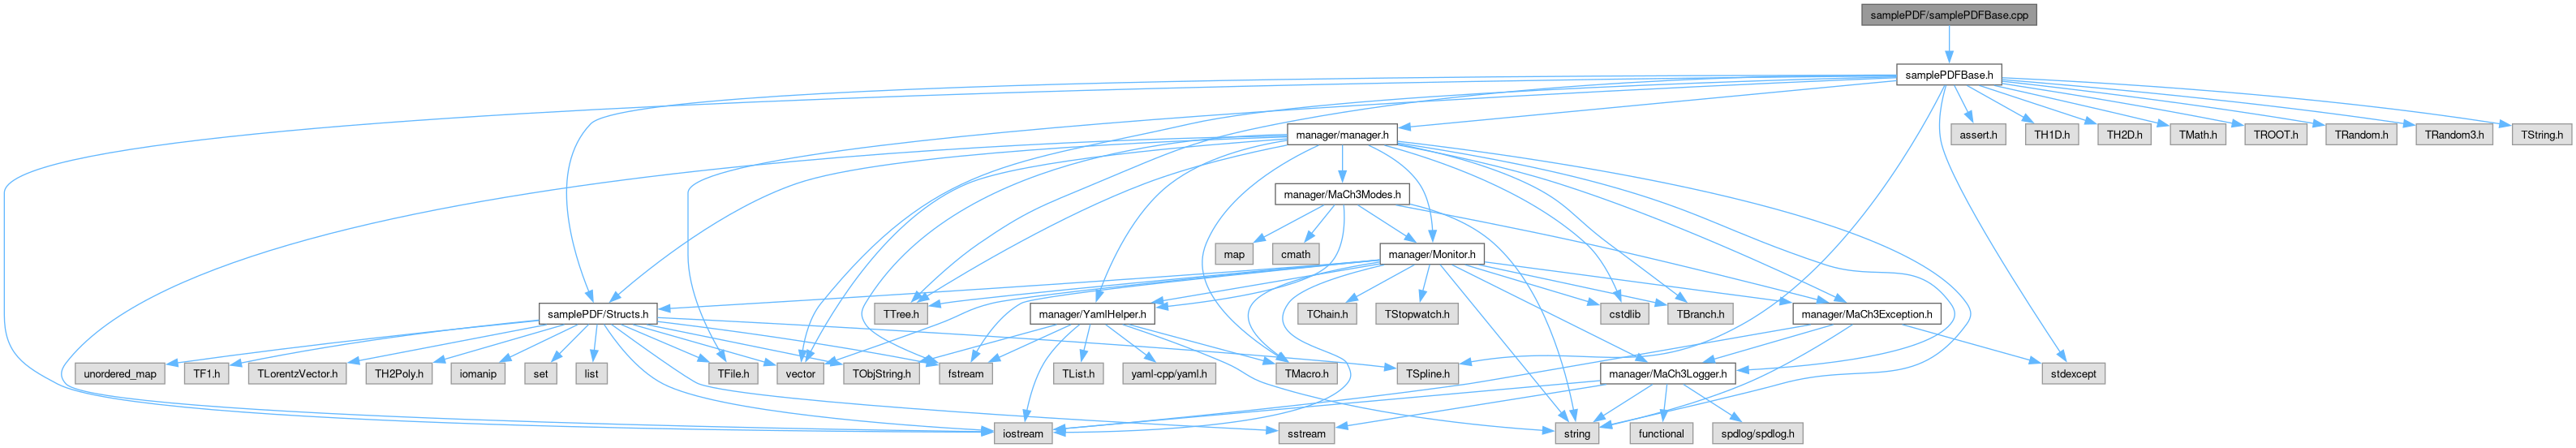 samplePDF/samplePDFBase.cpp
samplePDFBase.h
manager/manager.h
assert.h
TH1D.h
TH2D.h
TMath.h
TROOT.h
TRandom.h
TRandom3.h
TString.h
manager/MaCh3Modes.h
map
cmath
manager/Monitor.h
samplePDF/Structs.h
TTree.h
manager/YamlHelper.h
TChain.h
TStopwatch.h
cstdlib
TBranch.h
manager/MaCh3Exception.h
unordered_map
TF1.h
TLorentzVector.h
TH2Poly.h
iomanip
set
list
TFile.h
vector
TObjString.h
fstream
TList.h
yaml-cpp/yaml.h
TMacro.h
TSpline.h
manager/MaCh3Logger.h
stdexcept
iostream
sstream
string
functional
spdlog/spdlog.h